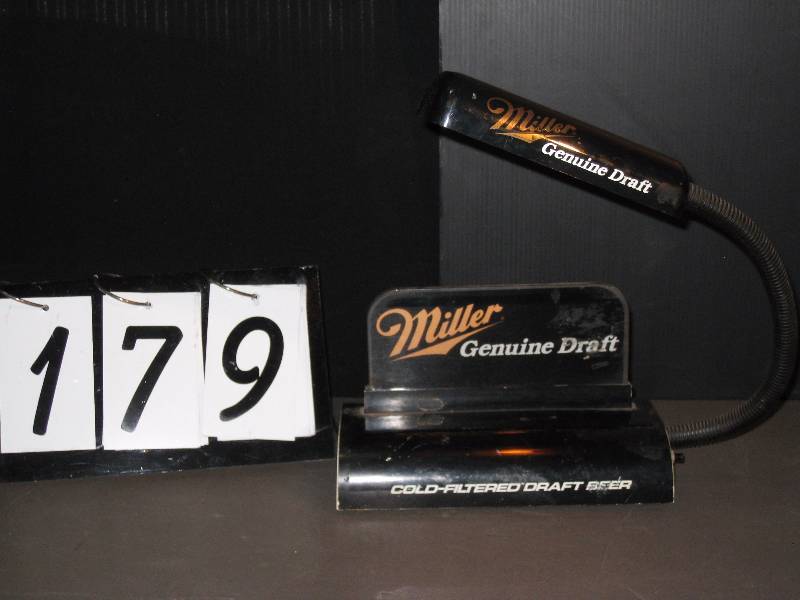 Miller
Genuine Draft
179
Miller
Genuine Draft
COLD-FILTERED DRAFT BEER